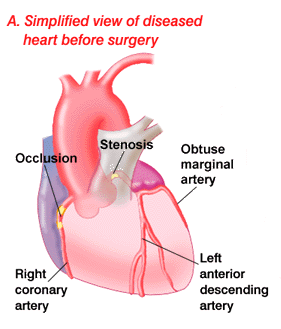 A. Simplified view of diseased
heart before surgery
Stenosis
Occlusion
Obtuse
marginal
artery
Right
coronary
artery
Left
anterior
descending
artery